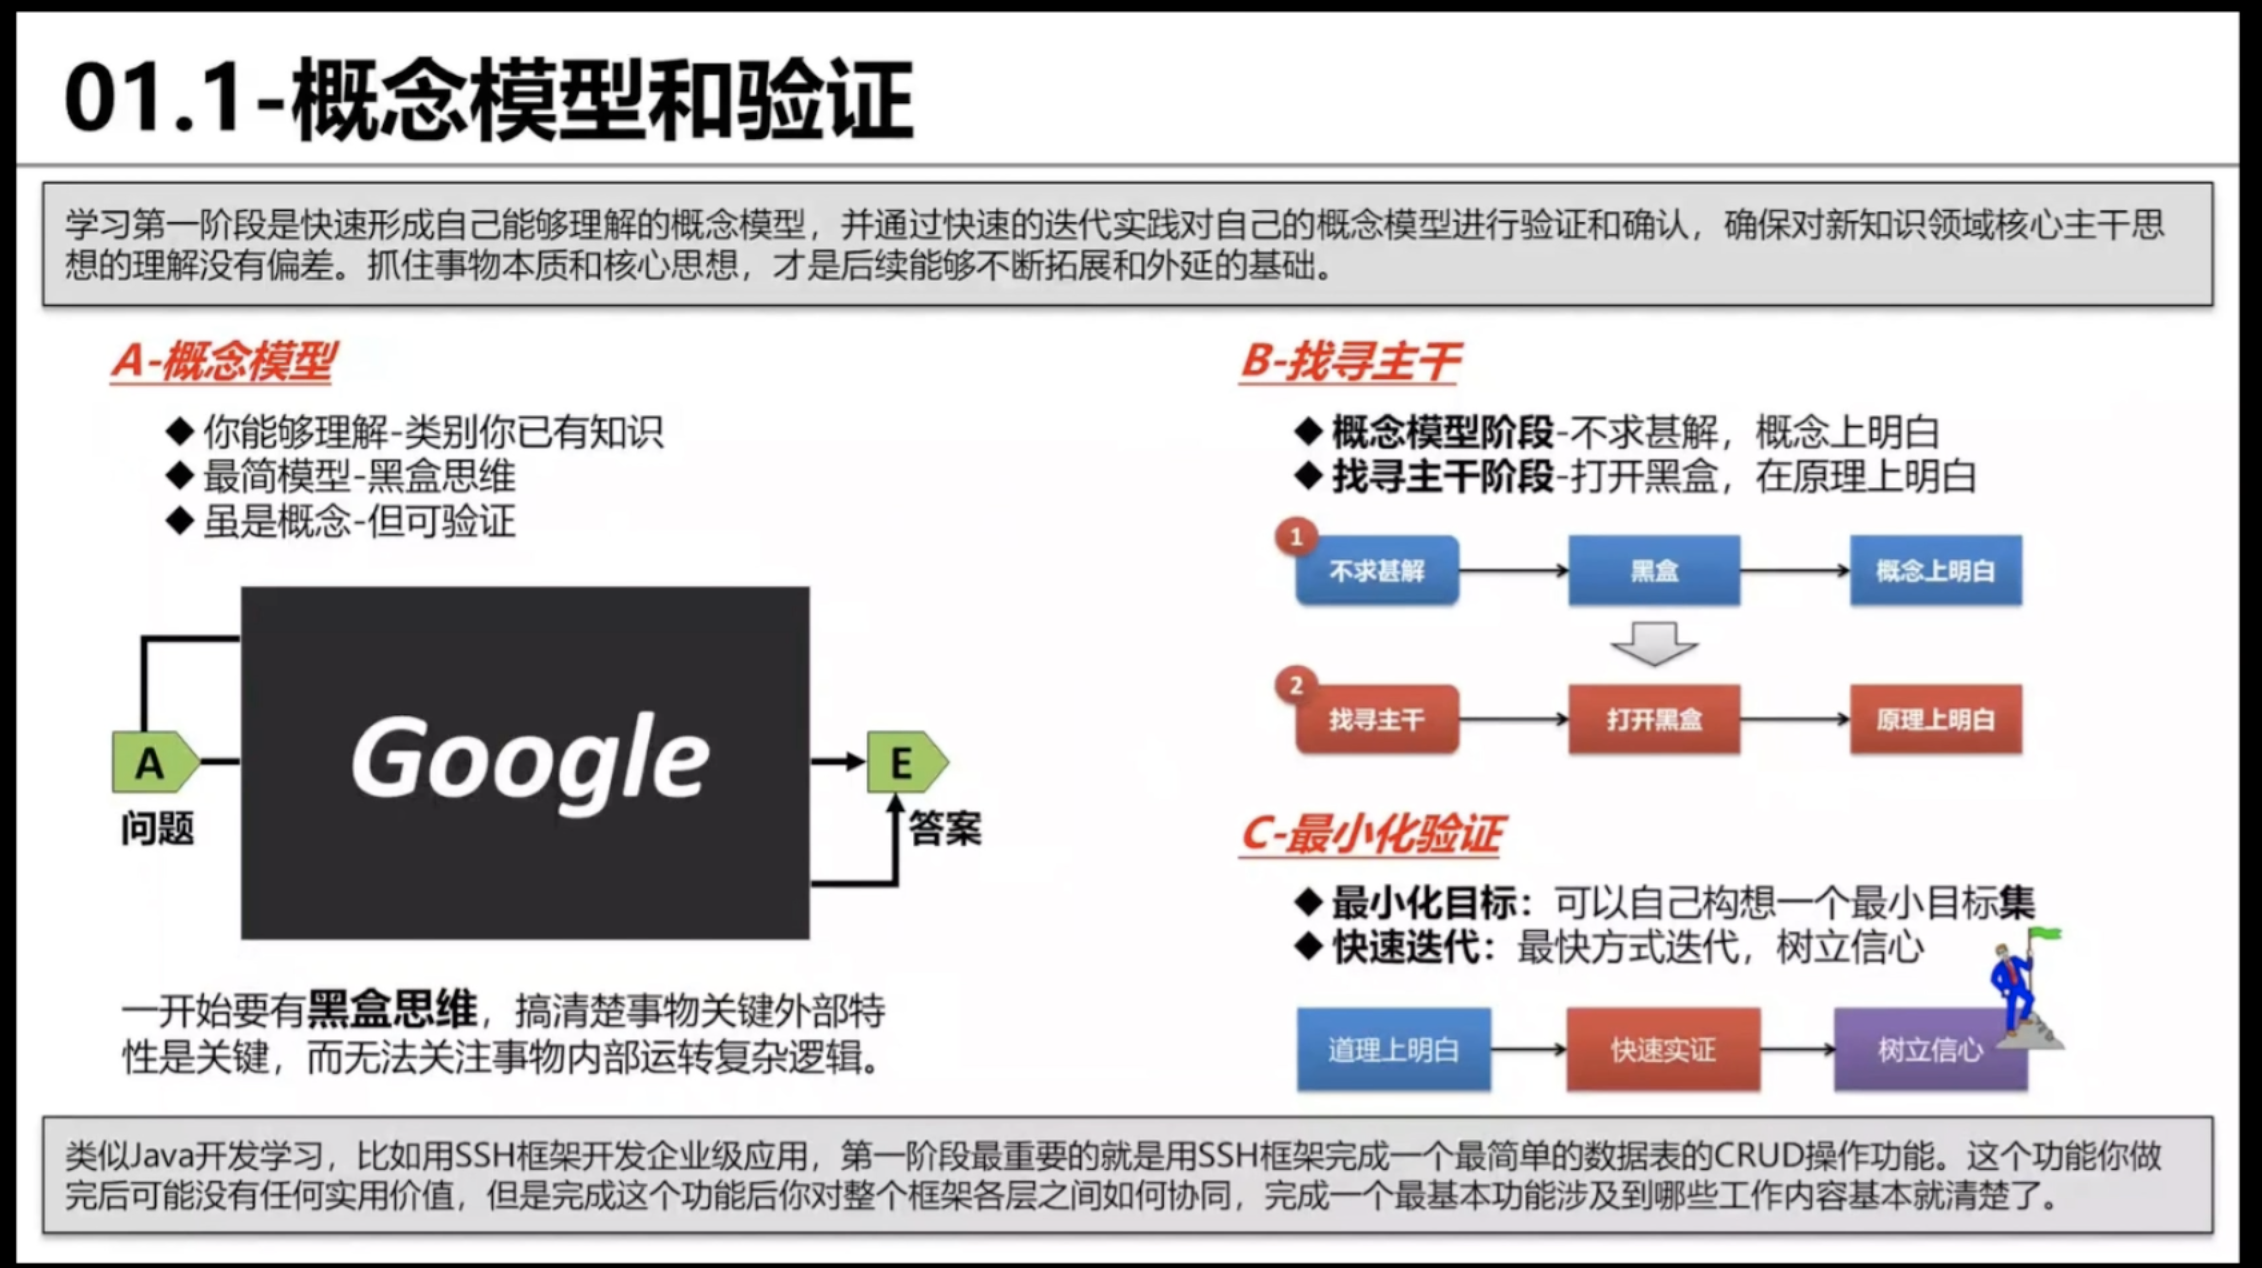 01.1-概念模型和验证
学习第一阶段是快速形成自己能够理解的概念模型，并通过快速的迭代实践对自己的概念模型进行验证和确认，确保对新知识领域核心主干思
想的理解没有偏差。抓住事物本质和核心思想，才是后续能够不断拓展和外延的基础。
A-概念模型
◆ 你能够理解-类别你已有知识
◆ 最简模型-黑盒思维
◆ 虽是概念-但可验证
Google
A
E
问题
答案
一开始要有黑盒思维，搞清楚事物关键外部特
性是关键，而无法关注事物内部运转复杂逻辑。
B-找寻主干
◆ 概念模型阶段-不求甚解，概念上明白
◆ 找寻主干阶段-打开黑盒，在原理上明白
1
不求甚解
黑盒
概念上明白
2
找寻主干
打开黑盒
原理上明白
C-最小化验证
◆ 最小化目标：可以自己构想一个最小目标集
◆ 快速迭代：最快方式迭代，树立信心
道理上明白
快速实证
树立信心
类似Java开发学习，比如用SSH框架开发企业级应用，第一阶段最重要的就是用SSH框架完成一个最简单的数据表的CRUD操作功能。这个功能你做
完后可能没有任何实用价值，但是完成这个功能后你对整个框架各层之间如何协同，完成一个最基本功能涉及到哪些工作内容基本就清楚了。